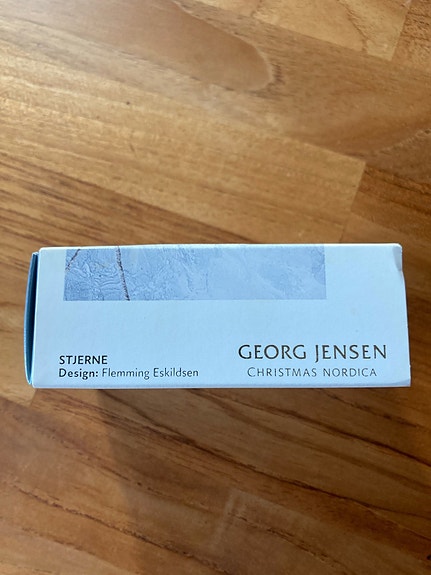 STJERNE
Design: Flemming Eskildsen
GEORG JENSEN
CHRISTMAS NORDICA